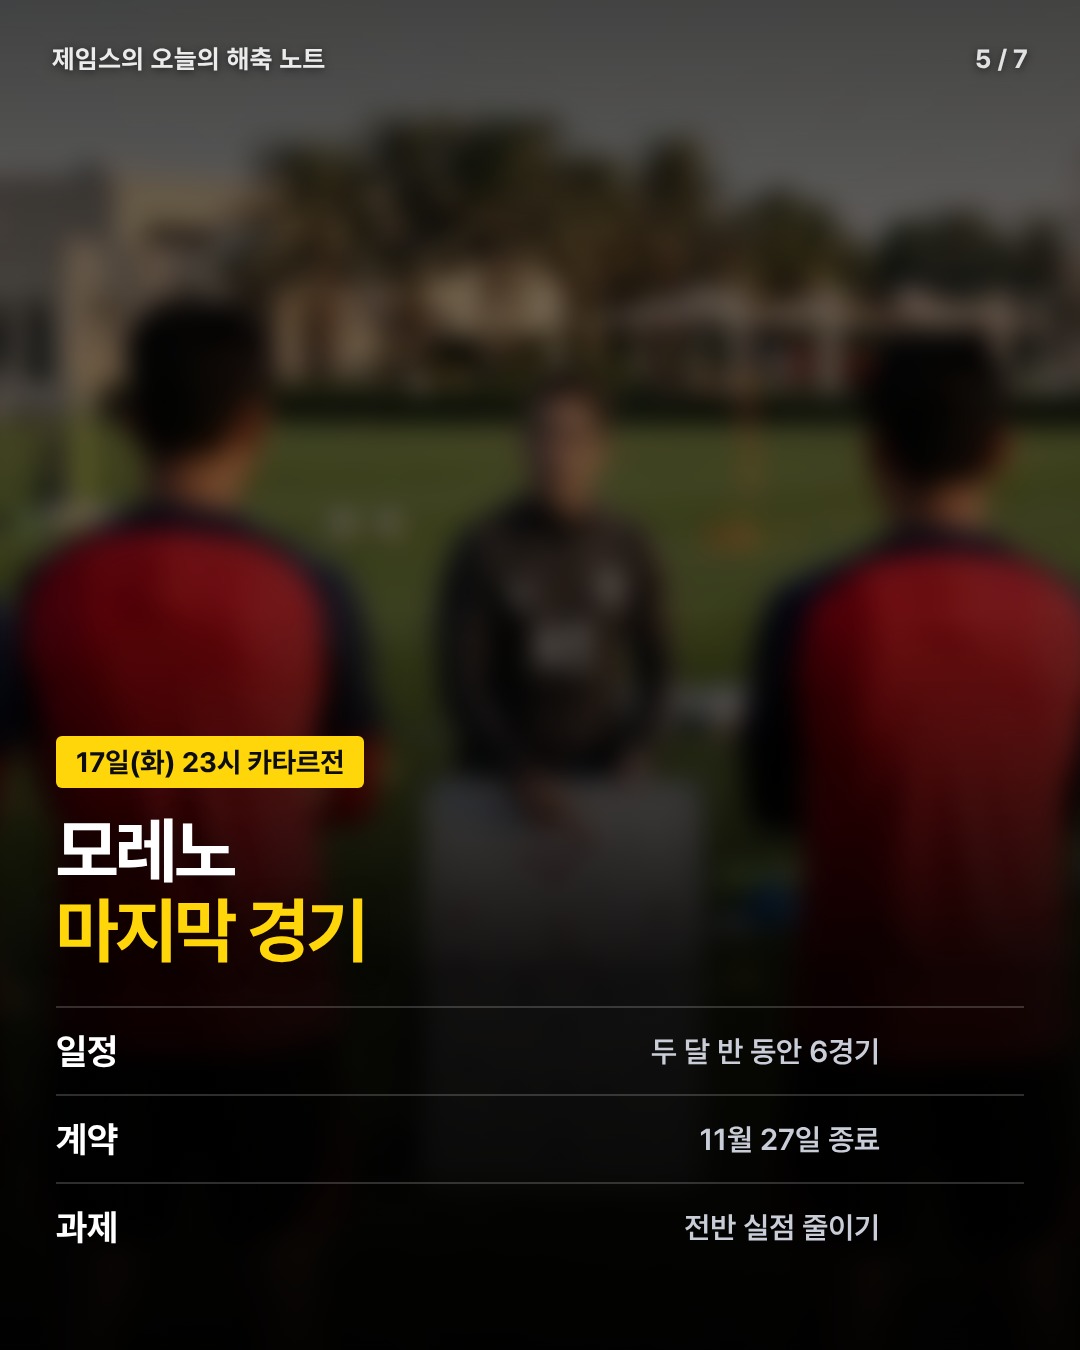 제임스의 오늘의 해축 노트
5 / 7
17일(화) 23시 카타르전
모레노
마지막 경기
일정
두 달 반 동안 6경기
계약
11월 27일 종료
과제
전반 실점 줄이기